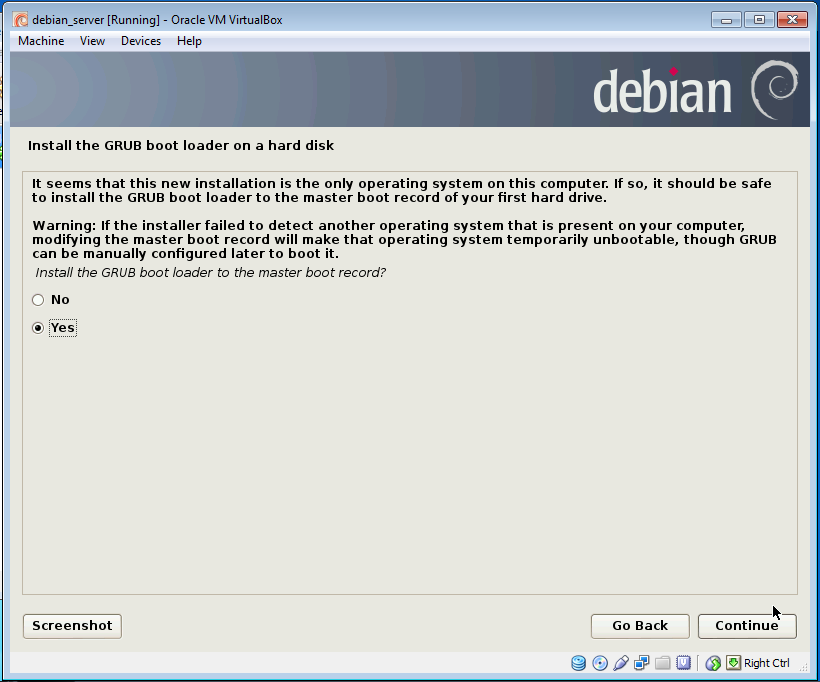 debian_server [Running] - Oracle VM VirtualBox
Machine View Devices Help
debian
Install the GRUB boot loader on a hard disk
It seems that this new installation is the only operating system on this computer. If so, it should be safe
to install the GRUB boot loader to the master boot record of your first hard drive.
Warning: If the installer failed to detect another operating system that is present on your computer,
modifying the master boot record will make that operating system temporarily unbootable, though GRUB
can be manually configured later to boot it.
Install the GRUB boot loader to the master boot record?
No
Yes
Screenshot Go Back Continue
Right Ctrl